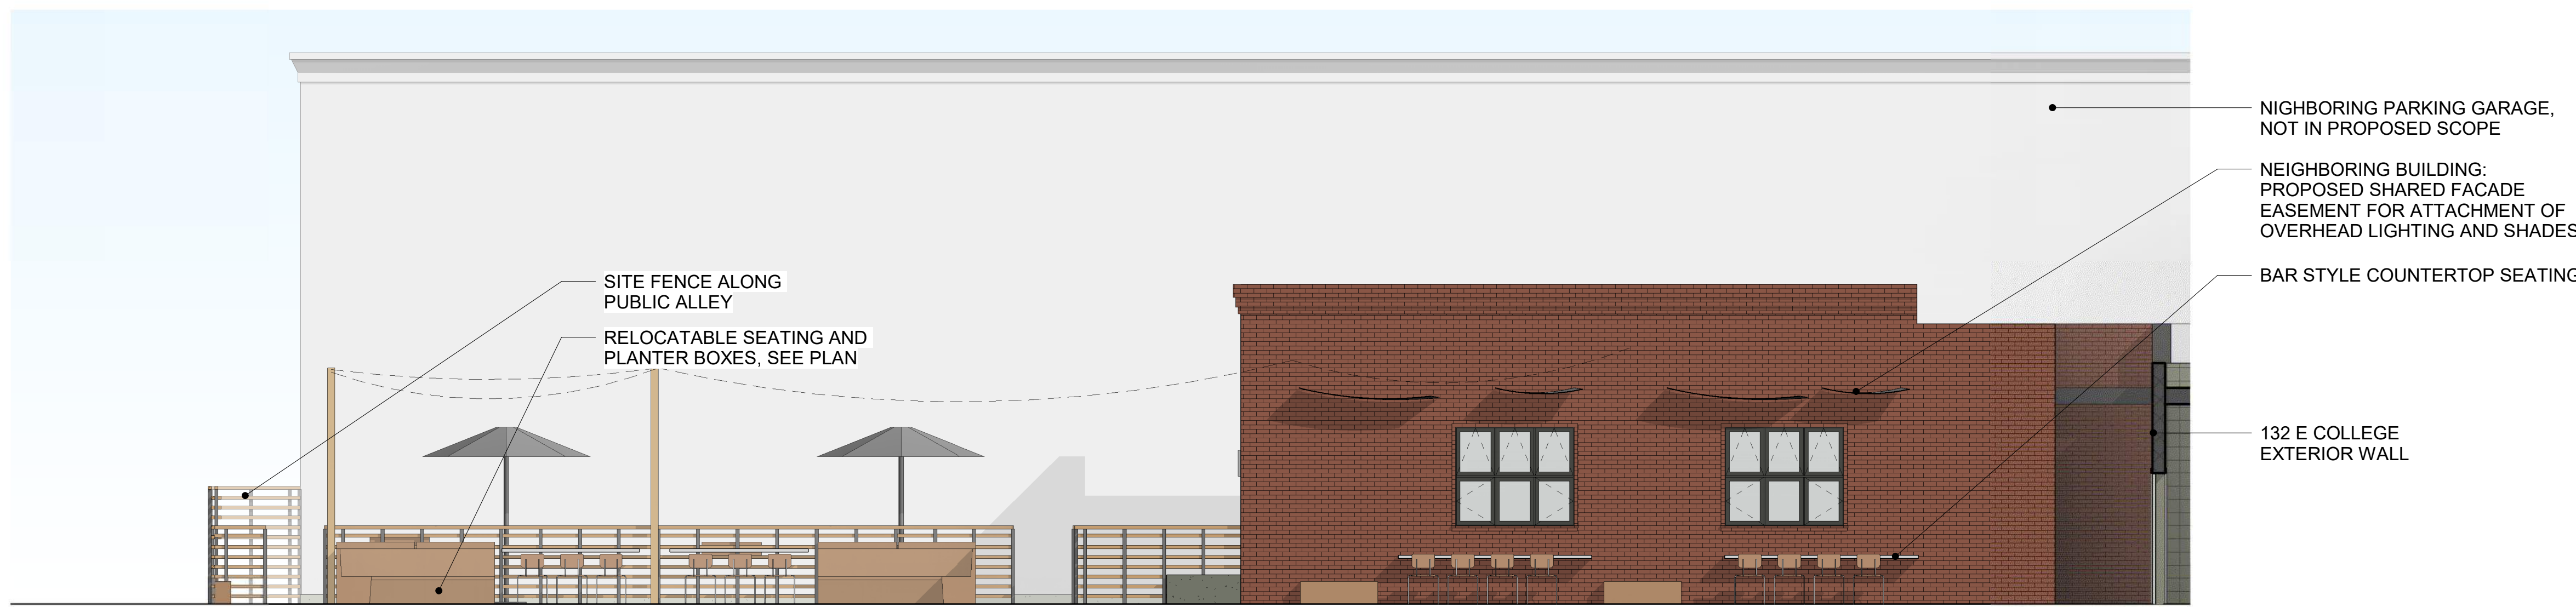 NIGHBORING PARKING GARAGE,
NOT IN PROPOSED SCOPE
NEIGHBORING BUILDING:
PROPOSED SHARED FACADE
EASEMENT FOR ATTACHMENT OF
OVERHEAD LIGHTING AND SHADES
BAR STYLE COUNTERTOP SEATING
SITE FENCE ALONG
PUBLIC ALLEY
RELOCATABLE SEATING AND
PLANTER BOXES, SEE PLAN
132 E COLLEGE
EXTERIOR WALL